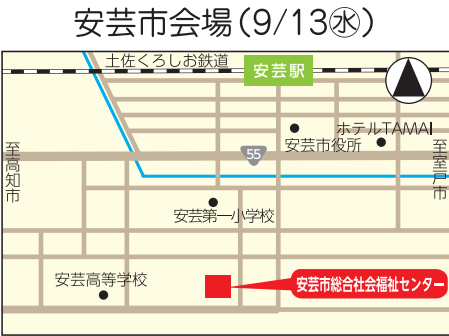 安芸市会場（9/13㊌）
土佐くろしお鉄道
安芸駅
ホテルTAMAI
安芸市役所
55
至高知市
至室戸市
安芸第一小学校
安芸高等学校
安芸市総合社会福祉センター